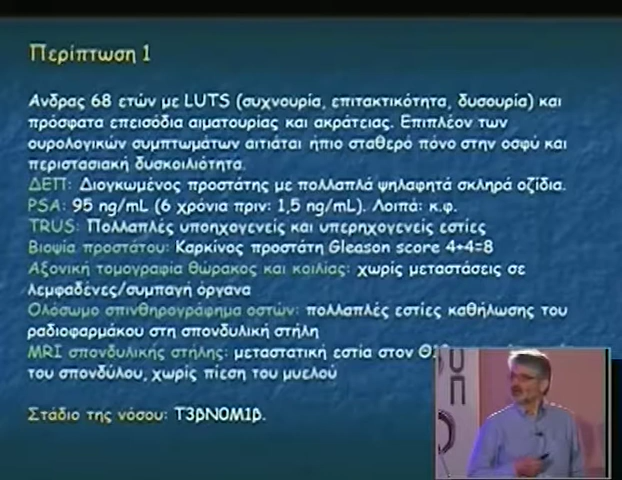 Περίπτωση 1
Ανδρας 68 ετών με LUTS (συχνουρία, επιτακτικότητα, δυσουρία) και
πρόσφατα επεισόδια αιματουρίας και ακράτειας. Επιπλέον των
ουρολογικών συμπτωμάτων αιτιάται ήπιο σταθερό πόνο στην οσφύ και
περιστασιακή δυσκοιλιότητα.
ΔΕΠ: Διογκωμένος προστάτης με πολλαπλά ψηλαφητά σκληρά οζίδια.
PSA: 95 ng/mL (6 χρόνια πριν: 1,5 ng/mL). Λοιπά: κ.φ.
TRUS: Πολλαπλές υποηχογενείς και υπερηχογενείς εστίες
Βιοψία προστάτου: Καρκίνος προστάτη Gleason score 4+4=8
Αξονική τομογραφία θώρακος και κοιλίας: χωρίς μεταστάσεις σε
λεμφαδένες/συμπαγή όργανα
Ολόσωμο σπινθηρογράφημα οστών: πολλαπλές εστίες καθήλωσης του
ραδιοφαρμάκου στη σπονδυλική στήλη
MRI σπονδυλικής στήλης: μεταστατική εστία στον
του σπονδύλου, χωρίς πίεση του μυελού
Στάδιο της νόσου: Τ3βΝ0Μ1β.